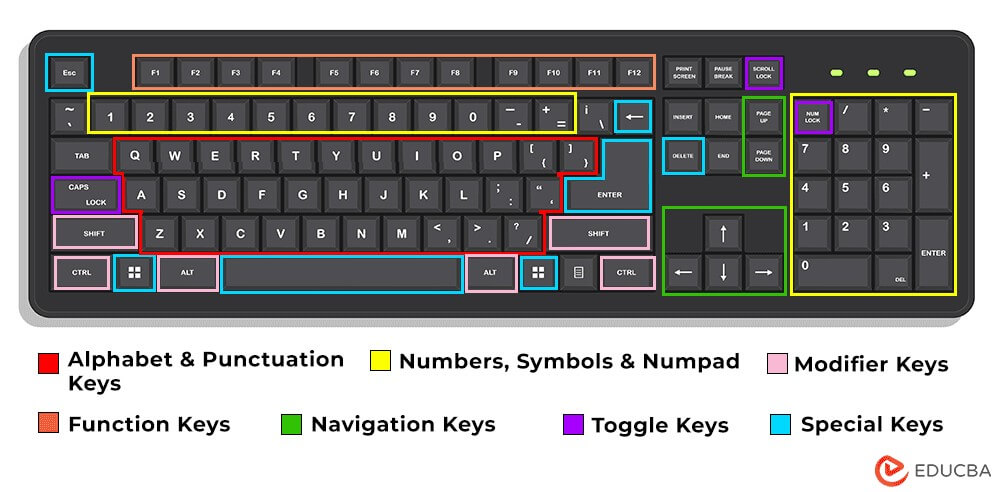 Esc F1 F2 F3 F4 F5 F6 F7 F8 F9 F10 F11 F12 PRINT SCREEN PAUSE BREAK SCROLL LOCK
~ ` 1 2 3 4 5 6 7 8 9 0 — - + = ¡ \ ← INSERT HOME PAGE UP NUM LOCK / * −
TAB Q W E R T Y U I O P [ { ] } DELETE END PAGE DOWN 7 8 9
CAPS LOCK A S D F G H J K L ; : “ ‘ ENTER 4 5 6 +
SHIFT Z X C V B N M < , > . ? / SHIFT ↑ 1 2 3
CTRL ALT ALT CTRL ← ↓ → 0 DEL ENTER
Alphabet & Punctuation
Keys
Numbers, Symbols & Numpad
Modifier Keys
Function Keys
Navigation Keys
Toggle Keys
Special Keys
EDUCBA